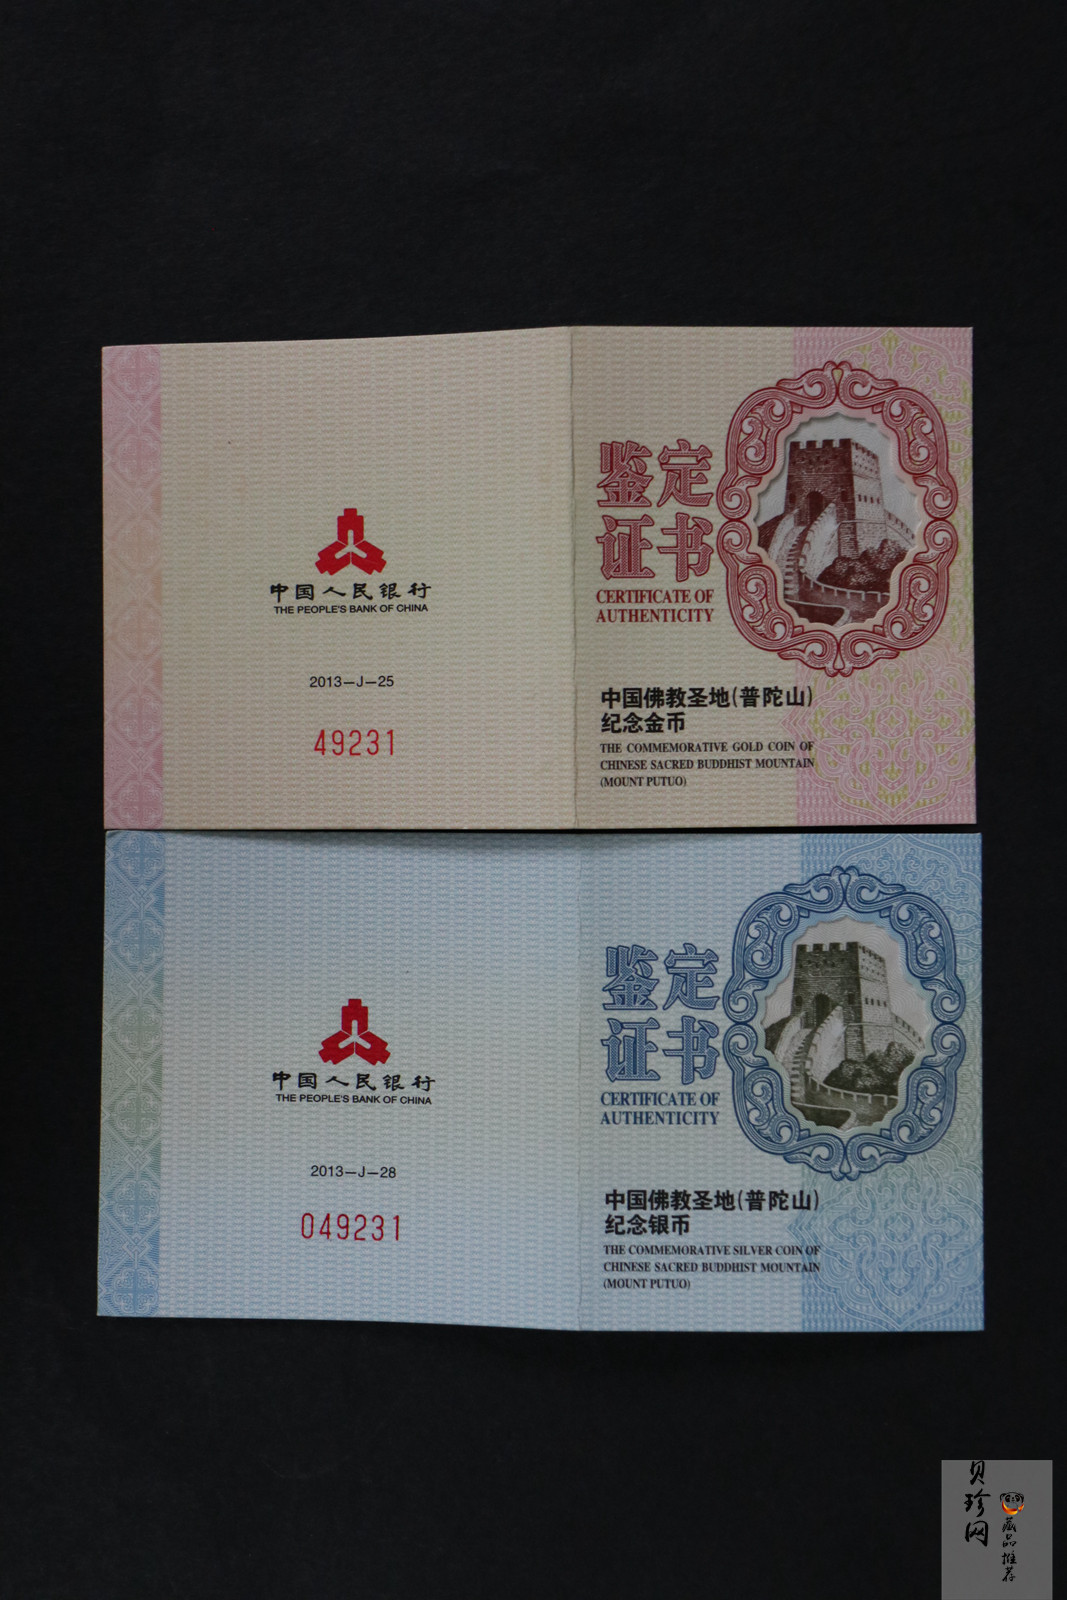 中国人民银行
THE PEOPLE'S BANK OF CHINA
2013—J—25
49231
鉴定
证书
CERTIFICATE OF
AUTHENTICITY
中国佛教圣地(普陀山)
纪念金币
THE COMMEMORATIVE GOLD COIN OF
CHINESE SACRED BUDDHIST MOUNTAIN
(MOUNT PUTUO)
中国人民银行
THE PEOPLE'S BANK OF CHINA
2013—J—28
049231
鉴定
证书
CERTIFICATE OF
AUTHENTICITY
中国佛教圣地(普陀山)
纪念银币
THE COMMEMORATIVE SILVER COIN OF
CHINESE SACRED BUDDHIST MOUNTAIN
(MOUNT PUTUO)
贝珍网
藏品推荐